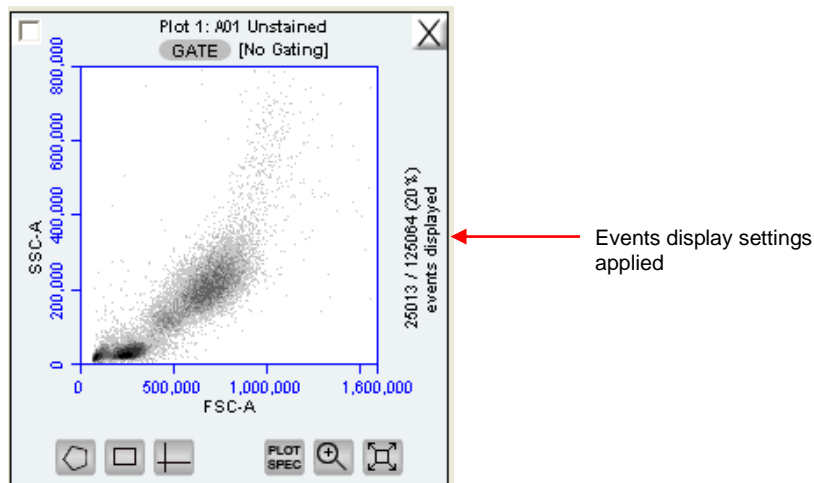 Plot 1: A01 Unstained
GATE [No Gating]
800,000
600,000
400,000
200,000
0
SSC-A
0 500,000 1,000,000 1,600,000
FSC-A
25013 / 125064 (20%)
events displayed
Events display settings
applied
PLOT
SPEC